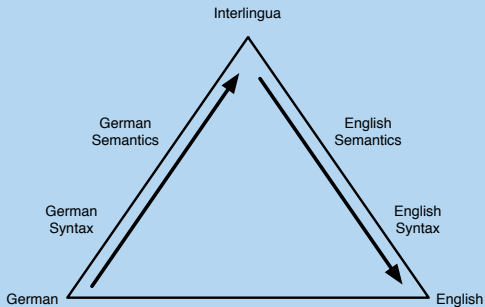 Interlingua
German
Semantics
English
Semantics
German
Syntax
English
Syntax
German
English